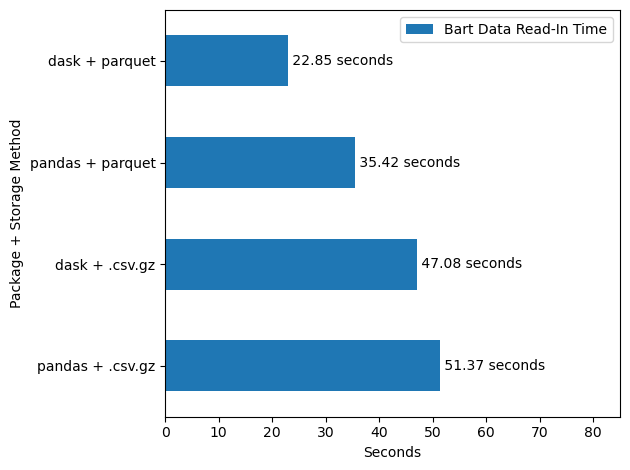 Bart Data Read-In Time
dask + parquet
22.85 seconds
pandas + parquet
35.42 seconds
dask + .csv.gz
47.08 seconds
pandas + .csv.gz
51.37 seconds
Package + Storage Method
0 10 20 30 40 50 60 70 80
Seconds